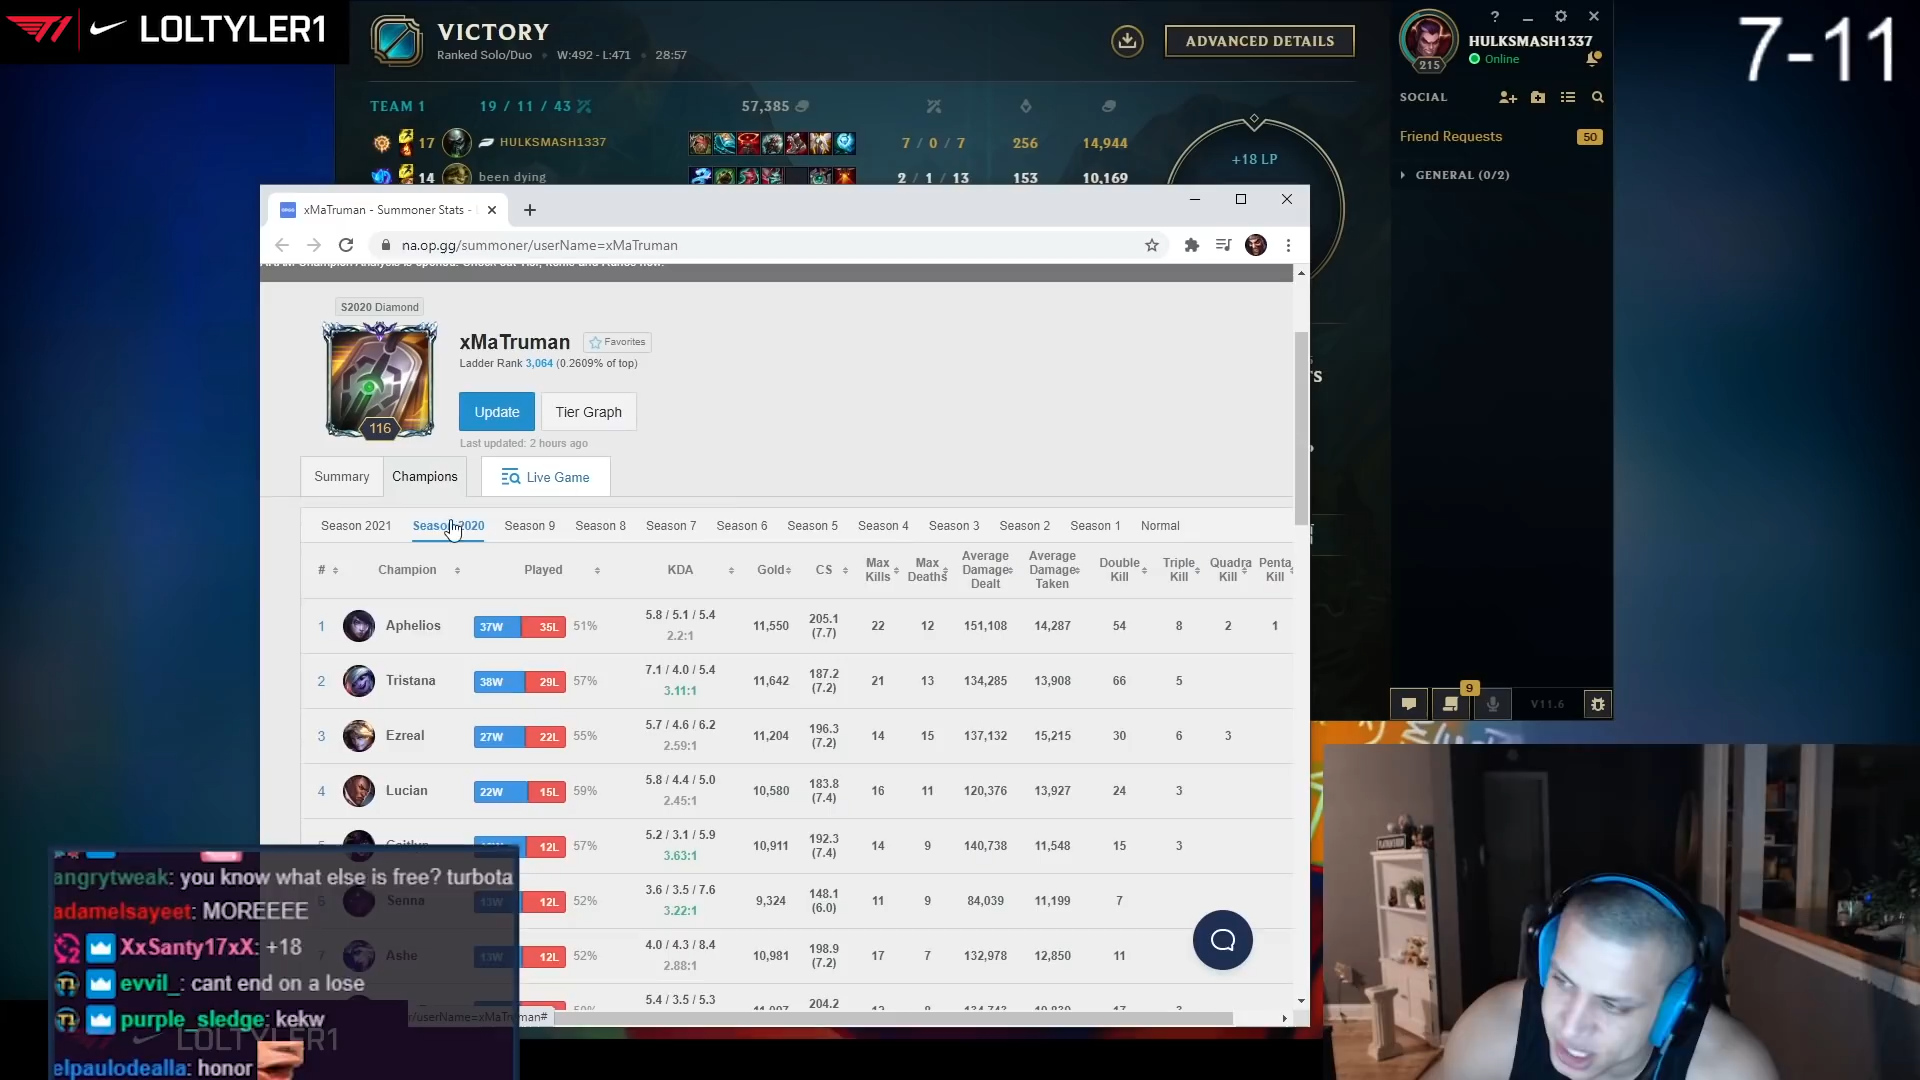 LOLTYLER1
VICTORY
Ranked Solo/Duo W:492 - L:471 28:57
ADVANCED DETAILS
215
HULKSMASH1337
Online
7-11
SOCIAL
Friend Requests 50
GENERAL (0/2)
TEAM 1 19 / 11 / 43 57,385
17 HULKSMASH1337 7 / 0 / 7 256 14,944
14 been dying 2 / 1 / 13 153 10,169
+18 LP
xMaTruman - Summoner Stats -
na.op.gg/summoner/userName=xMaTruman
S2020 Diamond
116
xMaTruman
Favorites
Ladder Rank 3,064 (0.2609% of top)
Update
Tier Graph
Last updated: 2 hours ago
Summary Champions Live Game
Season 2021 Season 2020 Season 9 Season 8 Season 7 Season 6 Season 5 Season 4 Season 3 Season 2 Season 1 Normal
# Champion Played KDA Gold CS Max Kills Max Deaths Average Damage Dealt Average Damage Taken Double Kill Triple Kill Quadra Kill Penta Kill
1 Aphelios 37W 35L 51% 5.8 / 5.1 / 5.4 2.2:1 11,550 205.1 (7.7) 22 12 151,108 14,287 54 8 2 1
2 Tristana 38W 29L 57% 7.1 / 4.0 / 5.4 3.11:1 11,642 187.2 (7.2) 21 13 134,285 13,908 66 5
3 Ezreal 27W 22L 55% 5.7 / 4.6 / 6.2 2.59:1 11,204 196.3 (7.2) 14 15 137,132 15,215 30 6 3
4 Lucian 22W 15L 59% 5.8 / 4.4 / 5.0 2.45:1 10,580 183.8 (7.4) 16 11 120,376 13,927 24 3
12L 57% 5.2 / 3.1 / 5.9 3.63:1 10,911 192.3 (7.4) 14 9 140,738 11,548 15 3
Senna 13W 12L 52% 3.6 / 3.5 / 7.6 3.22:1 9,324 148.1 (6.0) 11 9 84,039 11,199 7
7 Ashe 13W 12L 52% 4.0 / 4.3 / 8.4 2.88:1 10,981 198.9 (7.2) 17 7 132,978 12,850 11
5.4 / 3.5 / 5.3 204.2
9
V11.6
angrytweak: you know what else is free? turbota
adamelsayeet: MOREEEE
XxSanty17xX: +18
evvil_: cant end on a lose
purple_sledge: kekw
LOLTYLER1
elpaulodealla: honor
r/userName=xMaTruman#